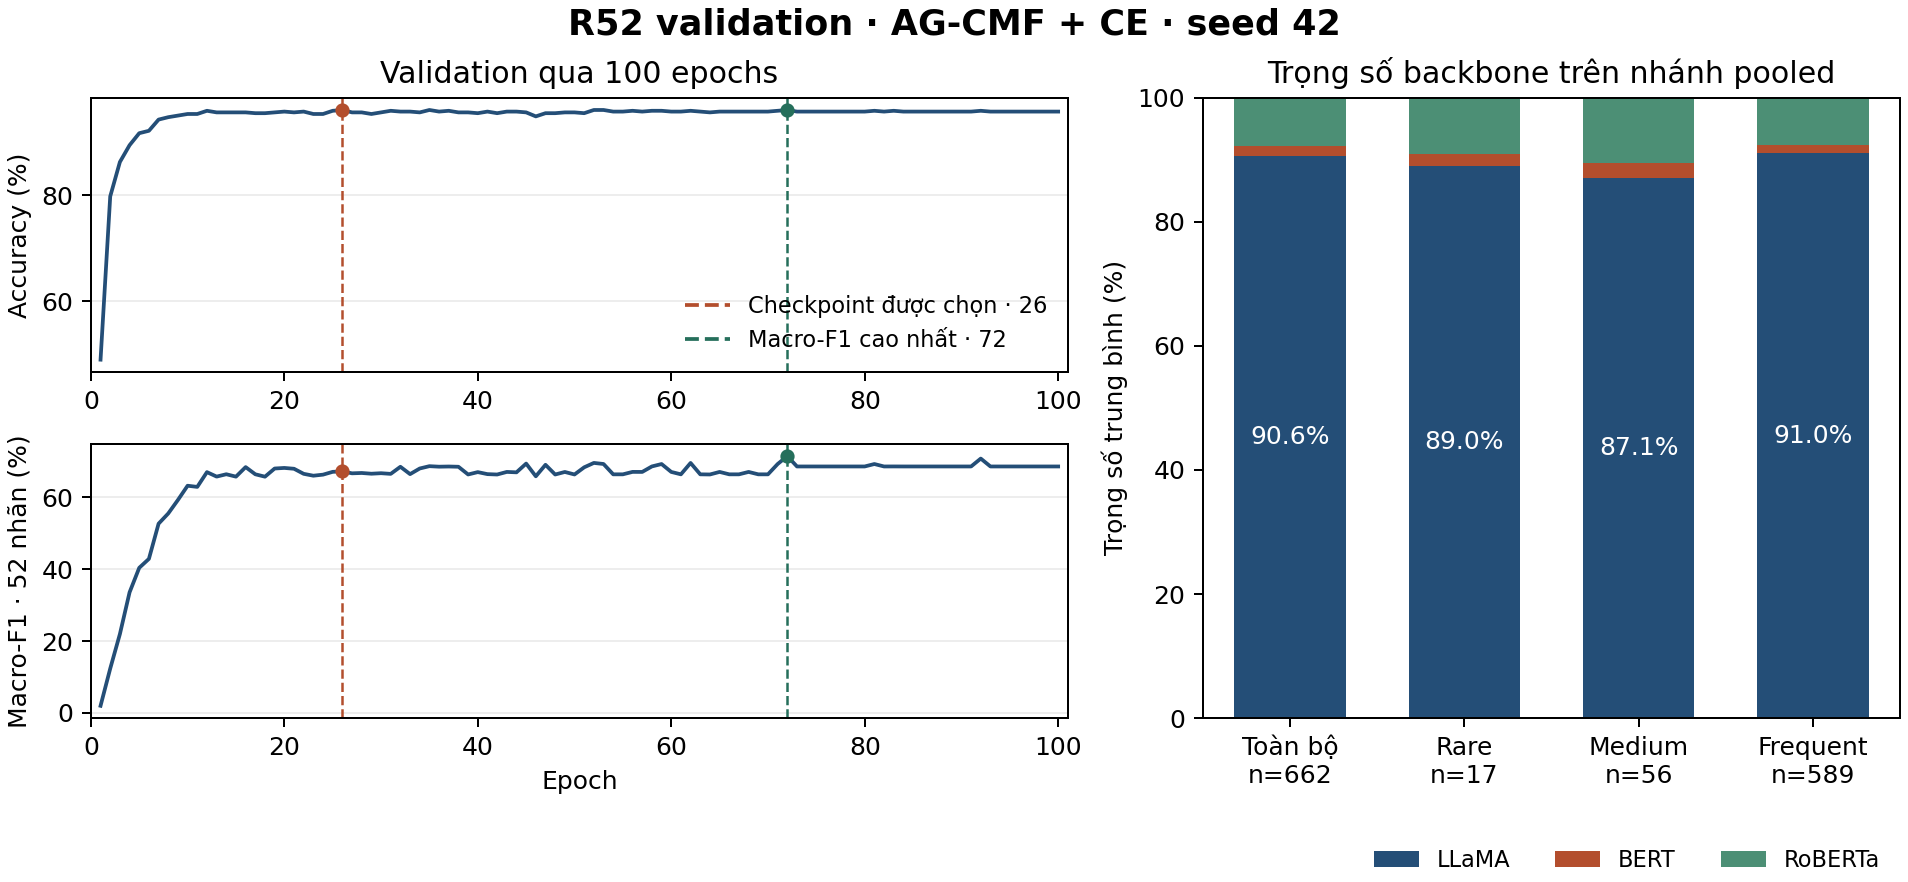 R52 validation · AG-CMF + CE · seed 42
Validation qua 100 epochs
Accuracy (%)
80
60
Checkpoint được chọn · 26
Macro-F1 cao nhất · 72
0 20 40 60 80 100
Macro-F1 · 52 nhãn (%)
60
40
20
0
0 20 40 60 80 100
Epoch
Trọng số backbone trên nhánh pooled
Trọng số trung bình (%)
100
80
60
40
20
0
90.6% 89.0% 87.1% 91.0%
Toàn bộ Rare Medium Frequent
n=662 n=17 n=56 n=589
LLaMA BERT RoBERTa